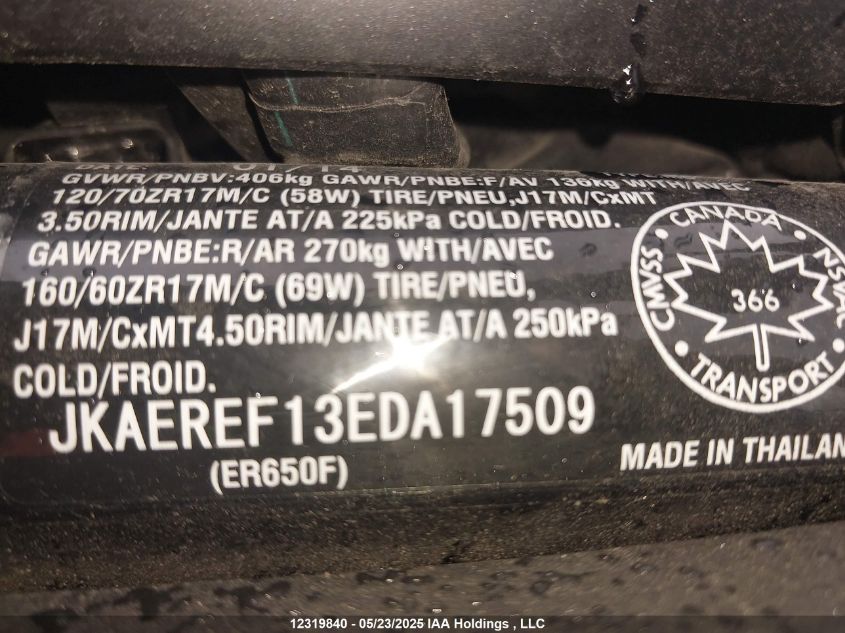 GVWR/PNBV:406kg GAWR/PNBE:F/AV 136kg WITH/AVEC
120/70ZR17M/C (58W) TIRE/PNEU,J17M/CxMT
3.50RIM/JANTE AT/A 225kPa COLD/FROID.
GAWR/PNBE:R/AR 270kg WITH/AVEC
160/60ZR17M/C (69W) TIRE/PNEU,
J17M/CxMT4.50RIM/JANTE AT/A 250kPa
COLD/FROID.
JKAEREF13EDA17509
(ER650F)
CANADA
CMVSS
NSVAC
366
TRANSPORT
MADE IN THAILAN
12319840 - 05/23/2025 IAA Holdings , LLC